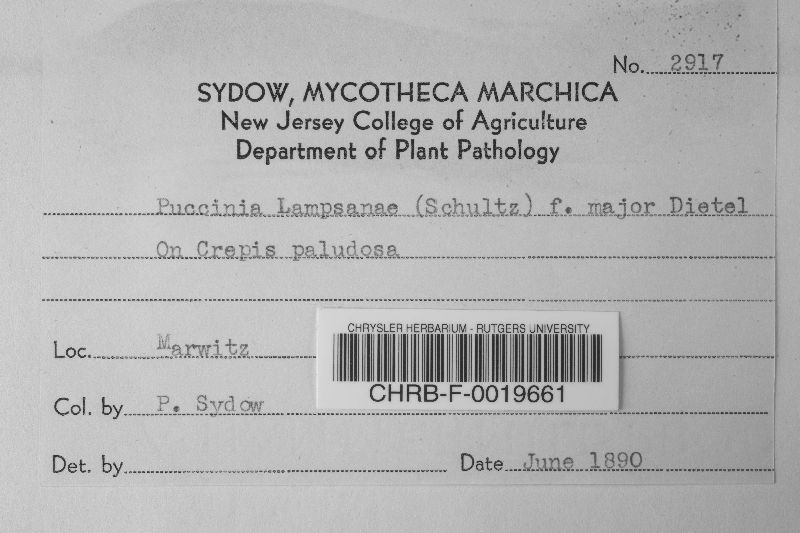 No. 2917
SYDOW, MYCOTHECA MARCHICA
New Jersey College of Agriculture
Department of Plant Pathology
Puccinia Lampsanae (Schultz) f. major Dietel
On Crepis paludosa
Loc. Marwitz
CHRYSLER HERBARIUM - RUTGERS UNIVERSITY
CHRB-F-0019661
Col. by P. Sydow
Det. by
Date June 1890